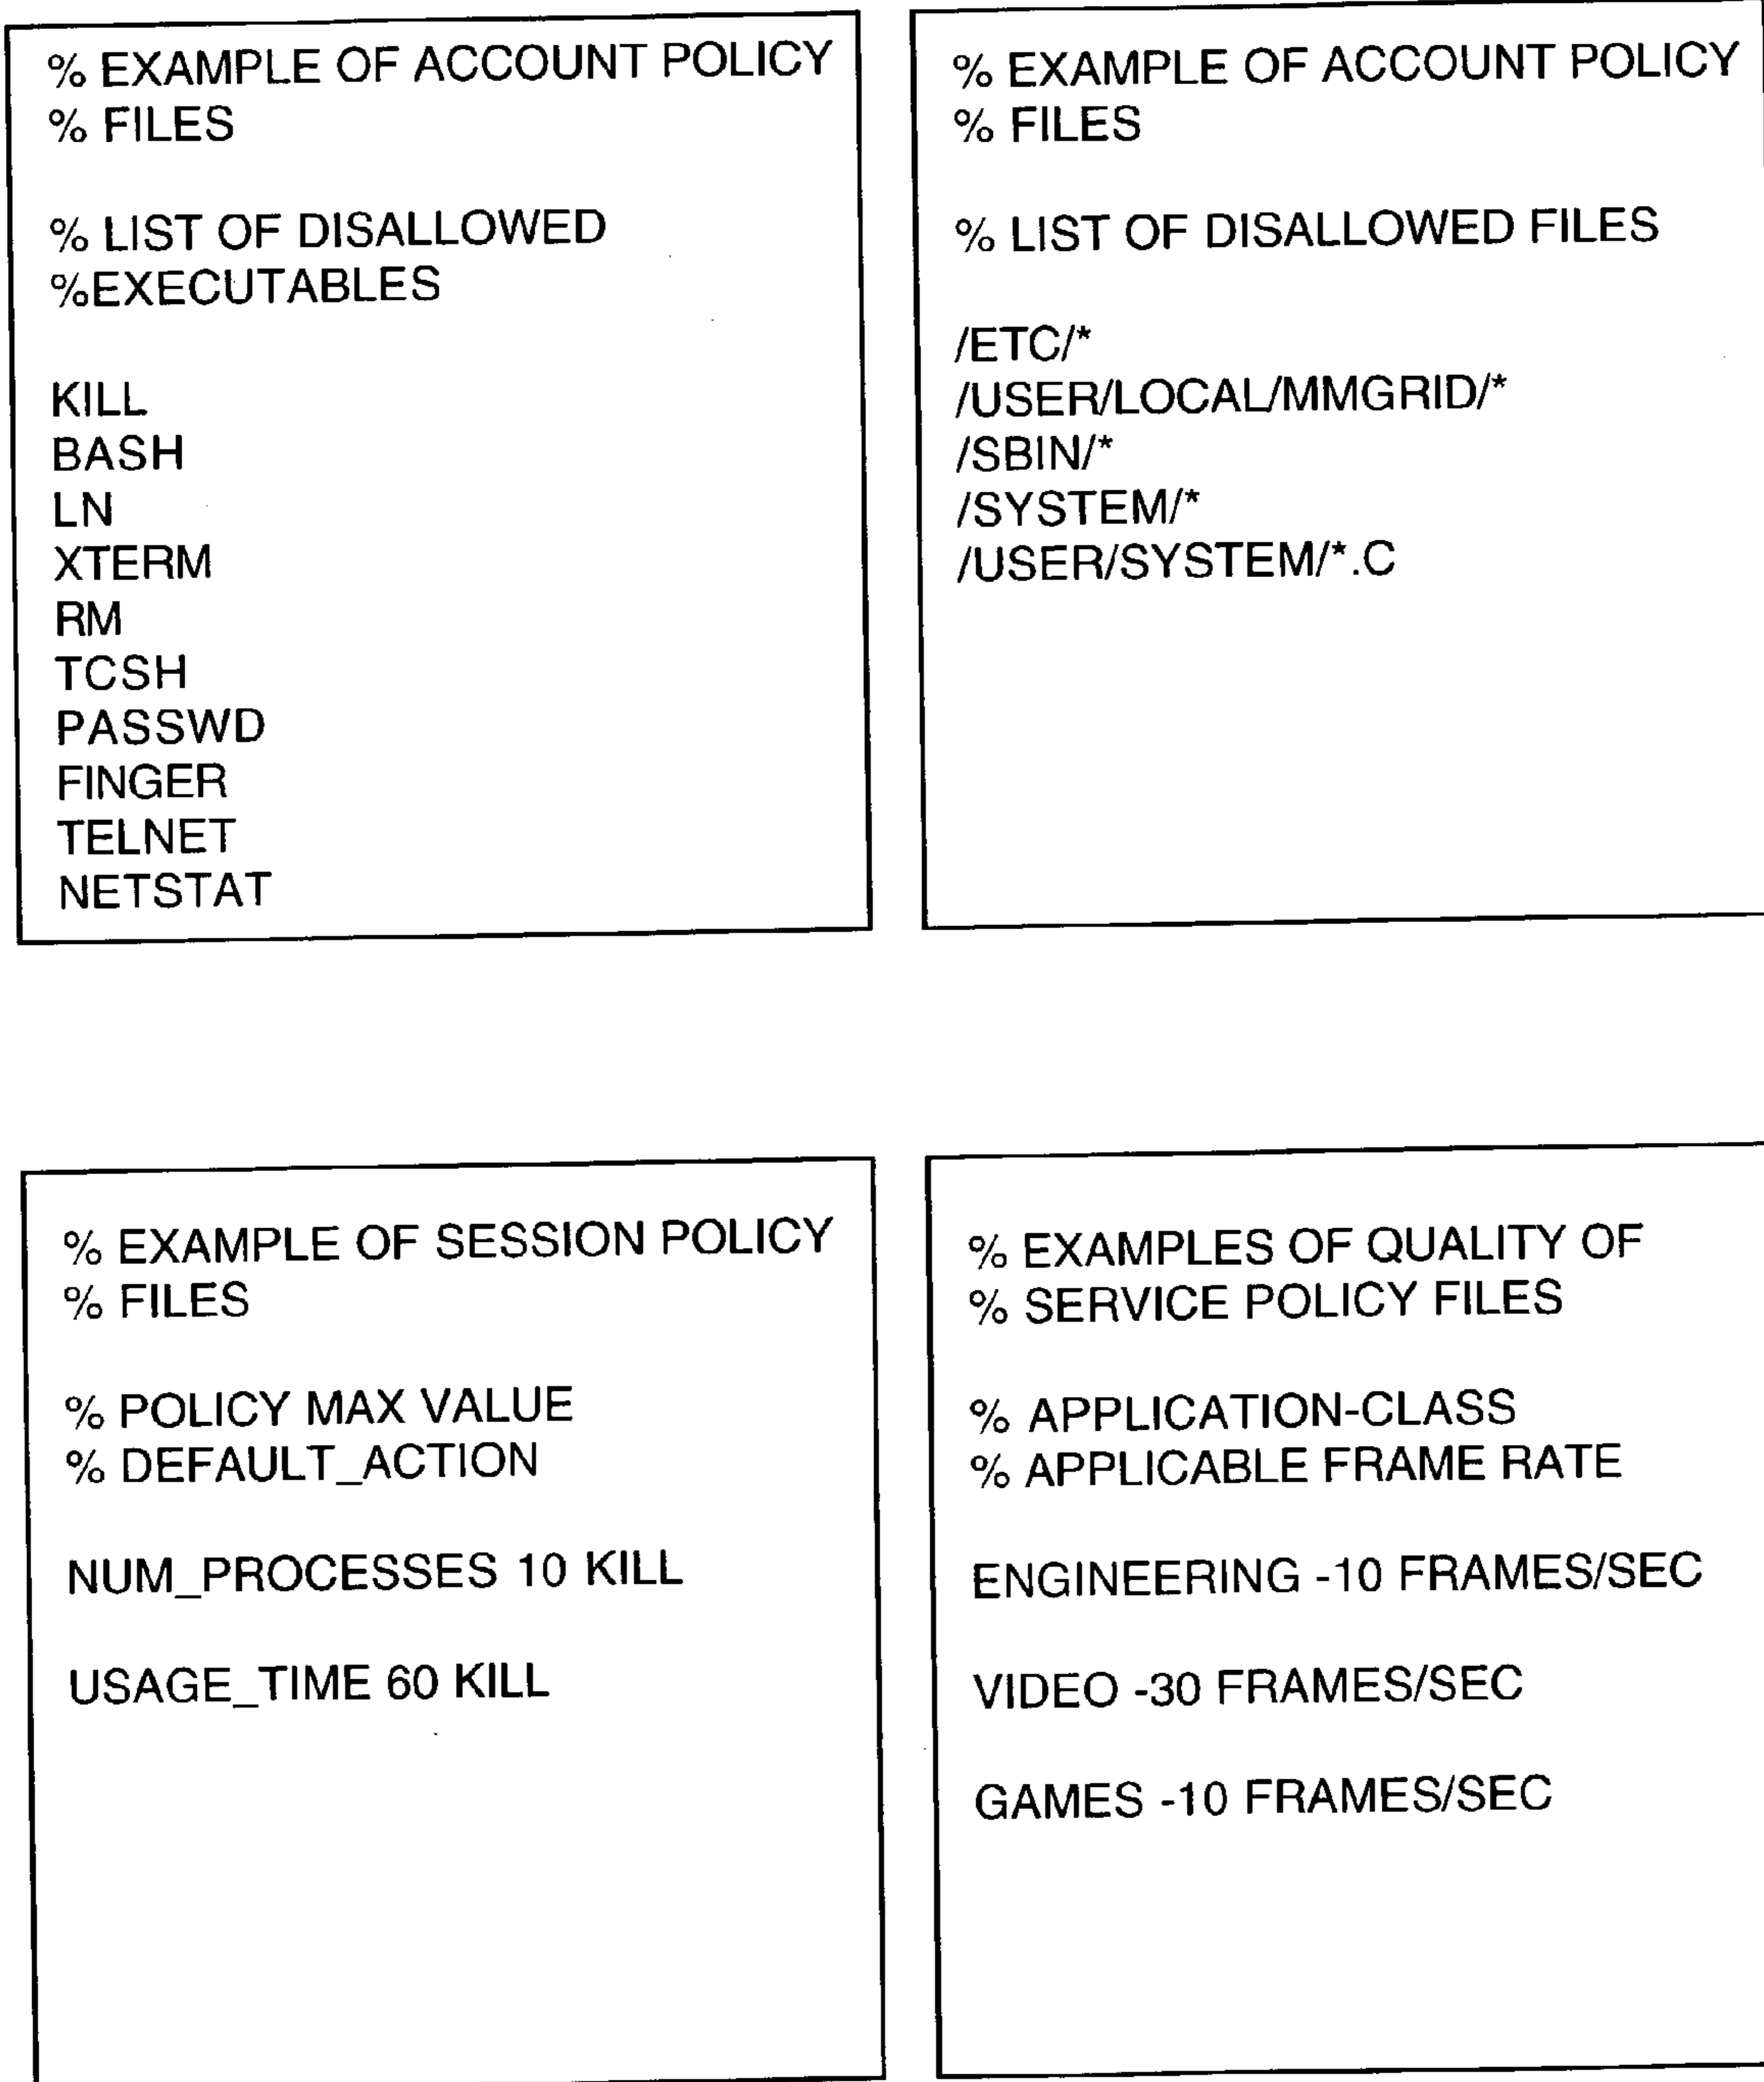 % EXAMPLE OF ACCOUNT POLICY
% FILES
% LIST OF DISALLOWED
%EXECUTABLES
KILL
BASH
LN
XTERM
RM
TCSH
PASSWD
FINGER
TELNET
NETSTAT
% EXAMPLE OF ACCOUNT POLICY
% FILES
% LIST OF DISALLOWED FILES
/ETC/*
/USER/LOCAL/MMGRID/*
/SBIN/*
/SYSTEM/*
/USER/SYSTEM/*.C
% EXAMPLE OF SESSION POLICY
% FILES
% POLICY MAX VALUE
% DEFAULT_ACTION
NUM_PROCESSES 10 KILL
USAGE_TIME 60 KILL
% EXAMPLES OF QUALITY OF
% SERVICE POLICY FILES
% APPLICATION-CLASS
% APPLICABLE FRAME RATE
ENGINEERING -10 FRAMES/SEC
VIDEO -30 FRAMES/SEC
GAMES -10 FRAMES/SEC